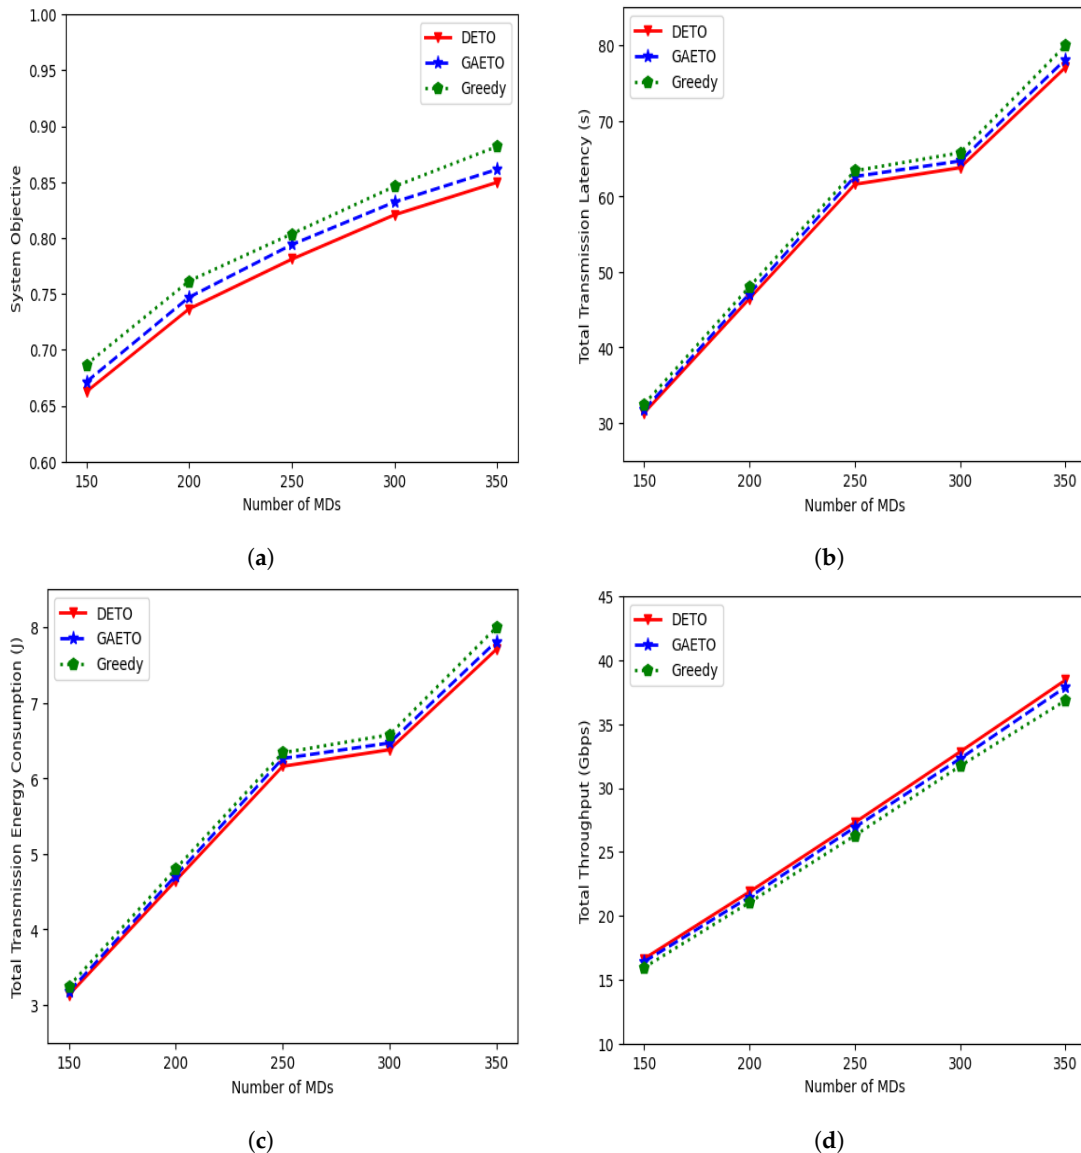 1.00
0.95
0.90
0.85
0.80
0.75
0.70
0.65
0.60
System Objective
DETO
GAETO
Greedy
150 200 250 300 350
Number of MDs
(a)
80
70
60
50
40
30
Total Transmission Latency (s)
DETO
GAETO
Greedy
150 200 250 300 350
Number of MDs
(b)
8
7
6
5
4
3
Total Transmission Energy Consumption (J)
DETO
GAETO
Greedy
150 200 250 300 350
Number of MDs
(c)
45
40
35
30
25
20
15
10
Total Throughput (Gbps)
DETO
GAETO
Greedy
150 200 250 300 350
Number of MDs
(d)